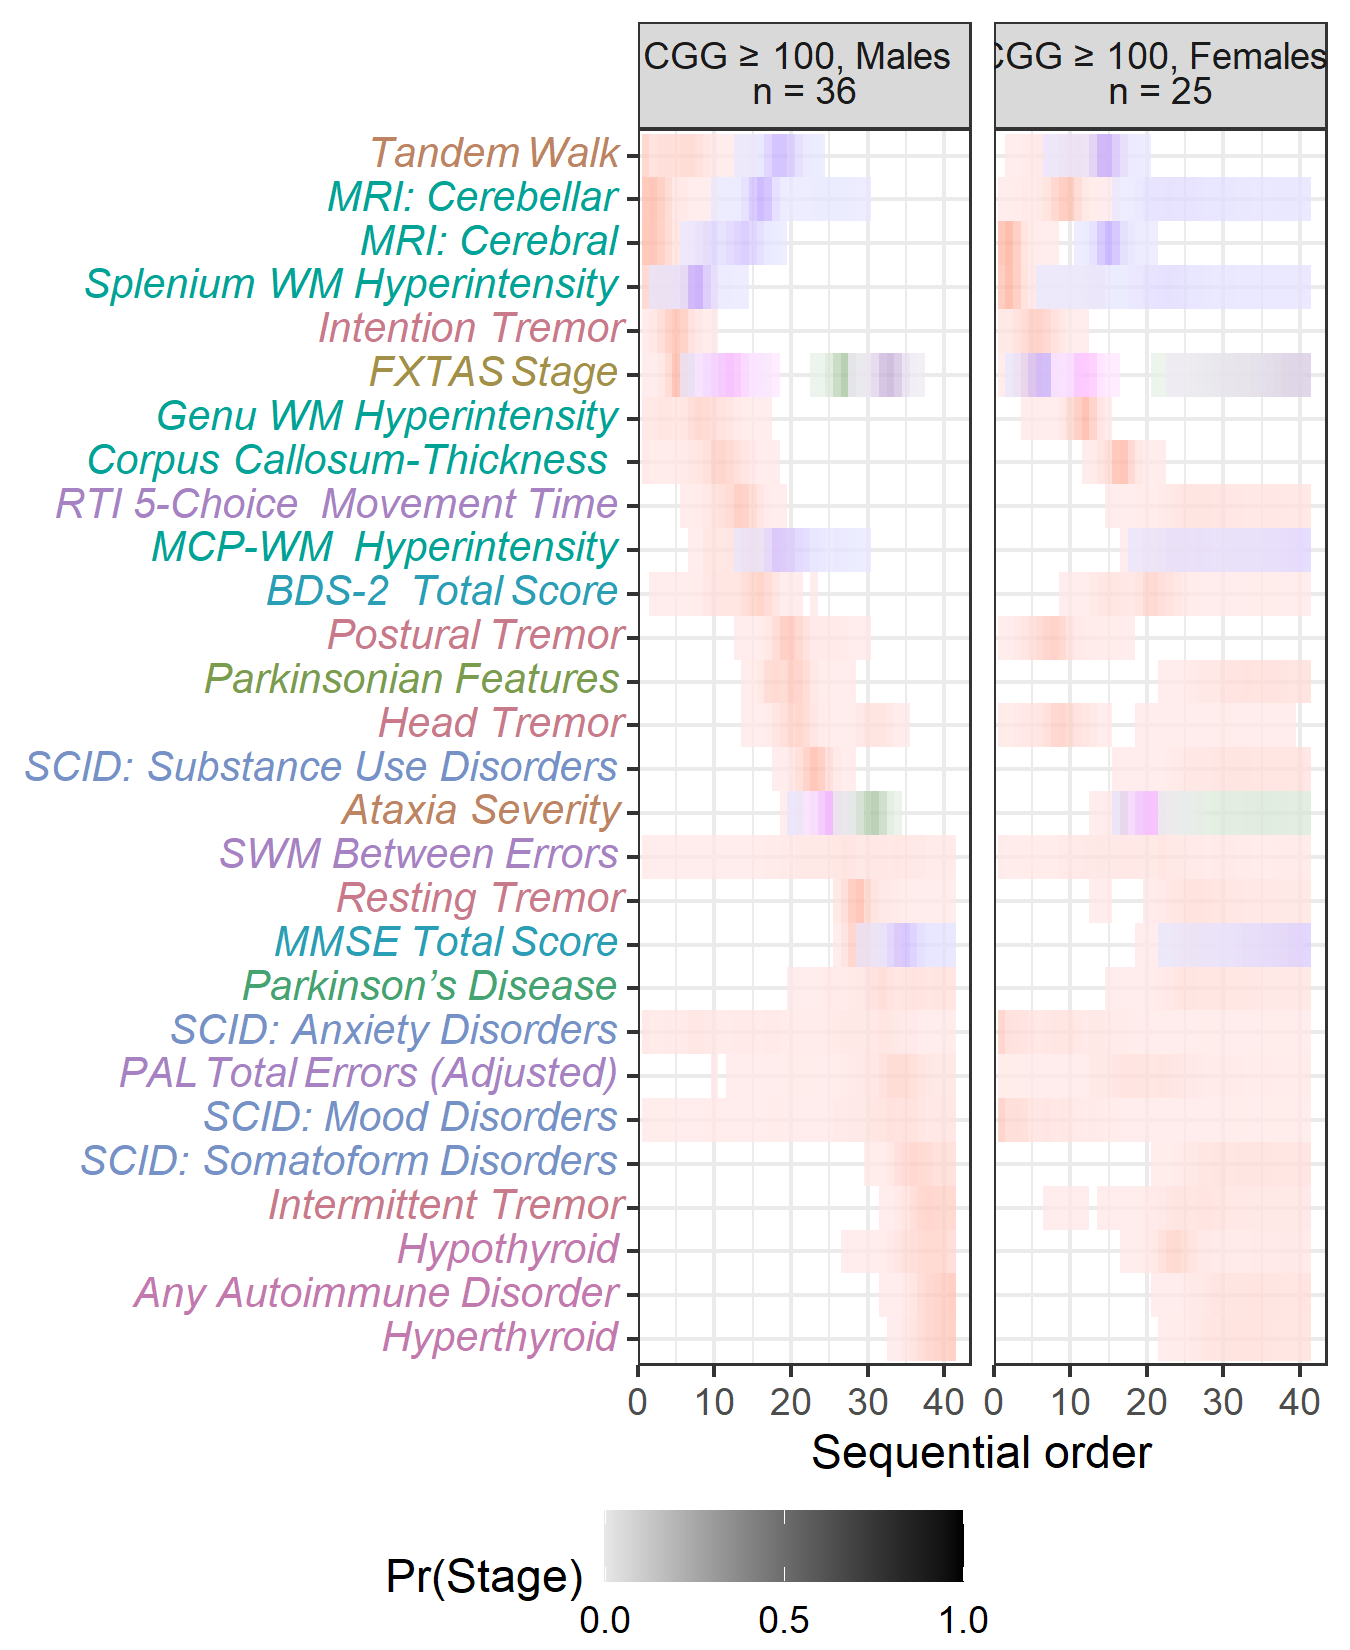 CGG ≥ 100, Males
n = 36
CGG ≥ 100, Females
n = 25
Tandem Walk
MRI: Cerebellar
MRI: Cerebral
Splenium WM Hyperintensity
Intention Tremor
FXTAS Stage
Genu WM Hyperintensity
Corpus Callosum-Thickness
RTI 5-Choice Movement Time
MCP-WM Hyperintensity
BDS-2 Total Score
Postural Tremor
Parkinsonian Features
Head Tremor
SCID: Substance Use Disorders
Ataxia Severity
SWM Between Errors
Resting Tremor
MMSE Total Score
Parkinson’s Disease
SCID: Anxiety Disorders
PAL Total Errors (Adjusted)
SCID: Mood Disorders
SCID: Somatoform Disorders
Intermittent Tremor
Hypothyroid
Any Autoimmune Disorder
Hyperthyroid
0 10 20 30 40 0 10 20 30 40
Sequential order
Pr(Stage)
0.0 0.5 1.0